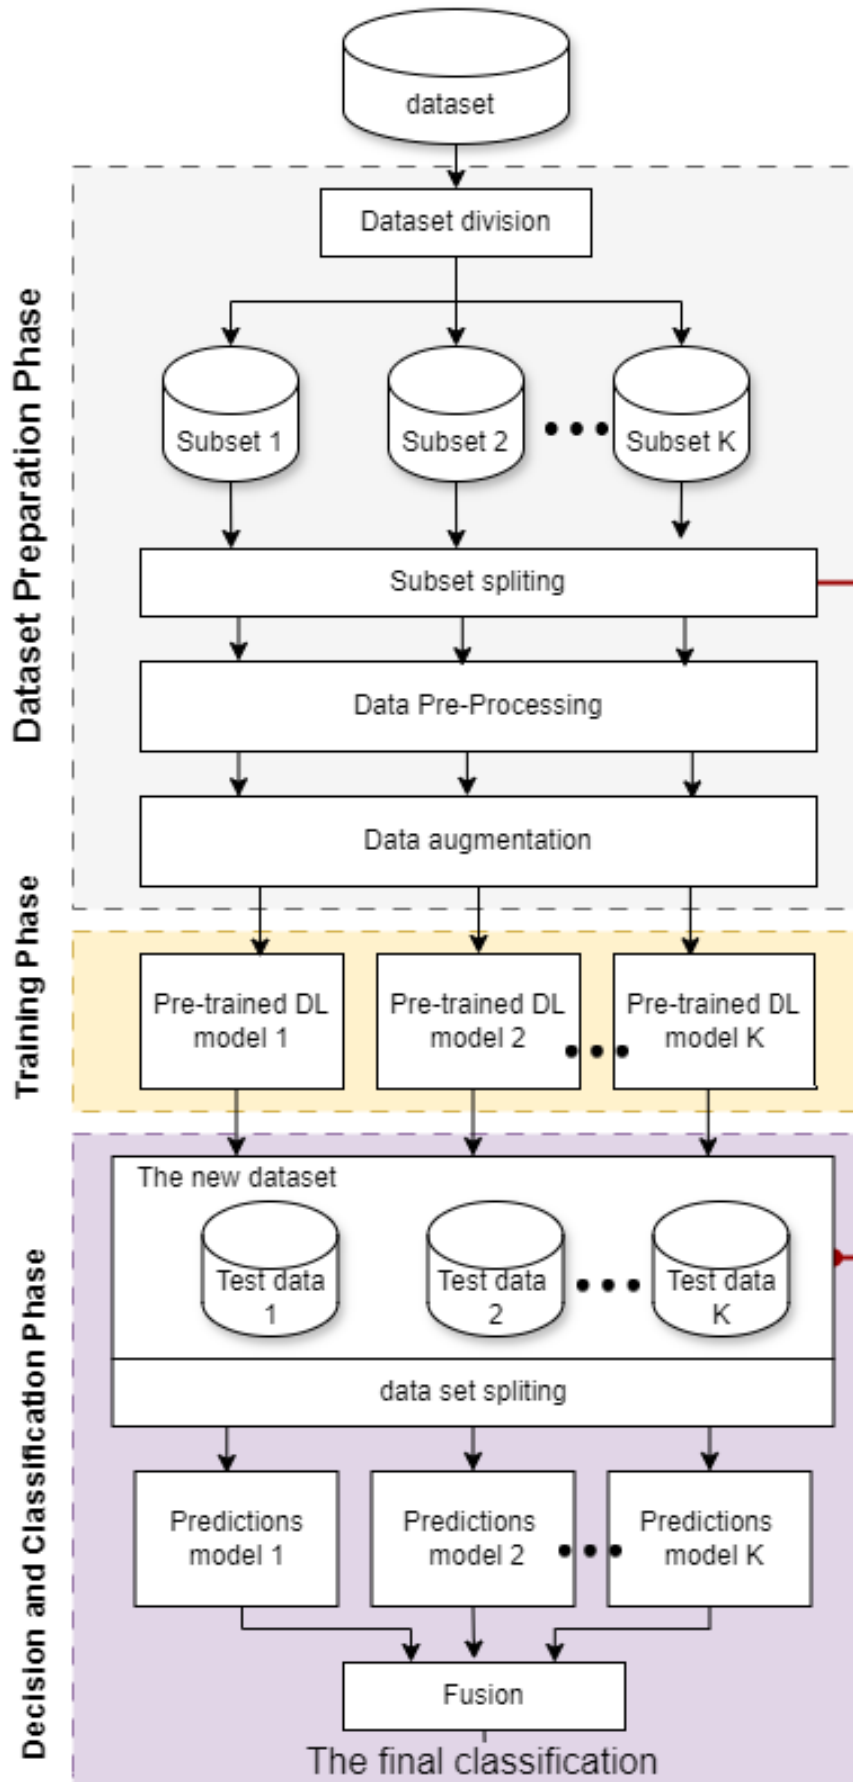 dataset
Dataset Preparation Phase
Dataset division
Subset 1
Subset 2
Subset K
Subset spliting
Data Pre-Processing
Data augmentation
Training Phase
Pre-trained DL
model 1
Pre-trained DL
model 2
Pre-trained DL
model K
Decision and Classification Phase
The new dataset
Test data
1
Test data
2
Test data
K
data set spliting
Predictions
model 1
Predictions
model 2
Predictions
model K
Fusion
The final classification